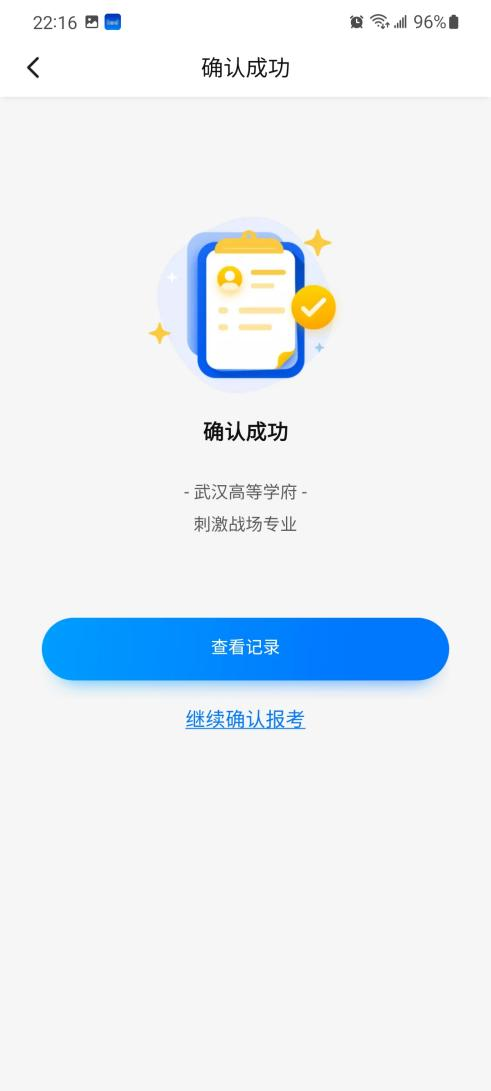 22:16
96%
确认成功
确认成功
- 武汉高等学府 -
刺激战场专业
查看记录
继续确认报考